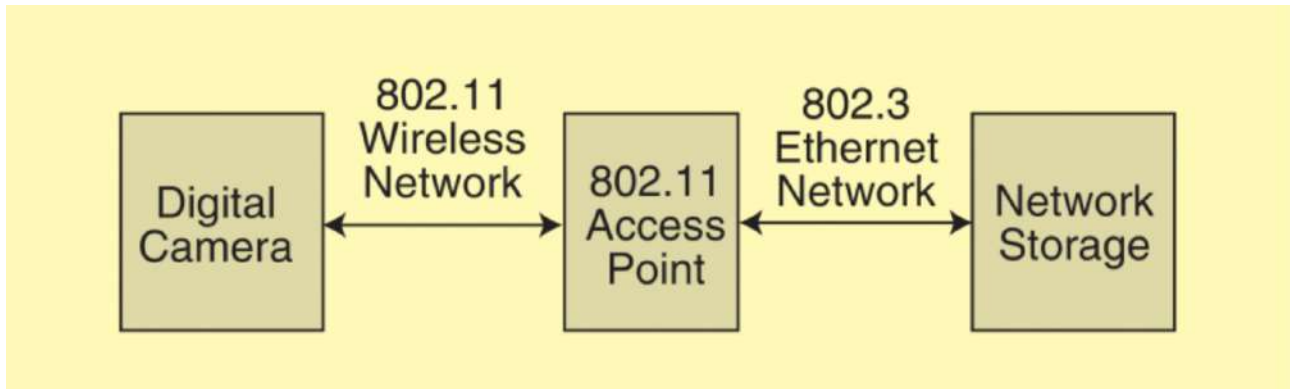 Digital
Camera
802.11
Wireless
Network
802.11
Access
Point
802.3
Ethernet
Network
Network
Storage